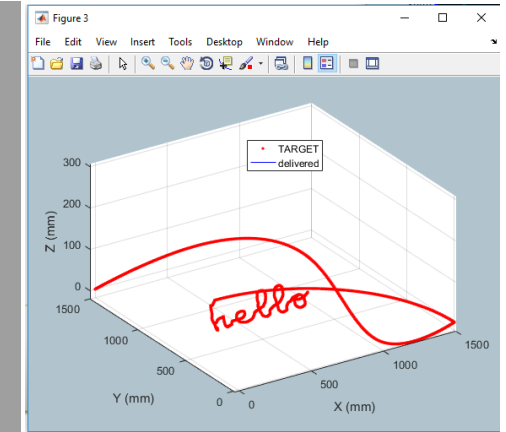 Figure 3
File Edit View Insert Tools Desktop Window Help
TARGET
delivered
300
200
100
0
Z (mm)
1500
1000
500
0
Y (mm)
0
500
1000
1500
X (mm)
hello